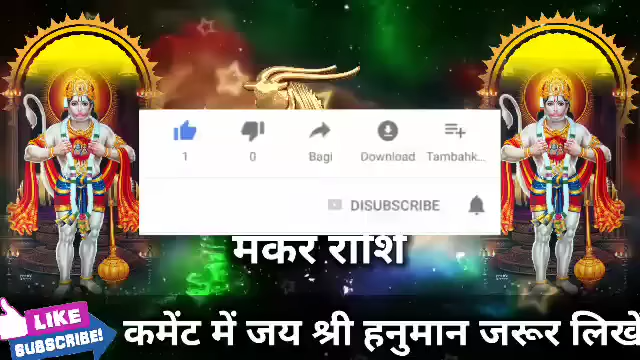 1 0 Bagi Download Tambahk...
DISUBSCRIBE
मकर राशि
LIKE
SUBSCRIBE!
कमेंट में जय श्री हनुमान जरूर लिखें